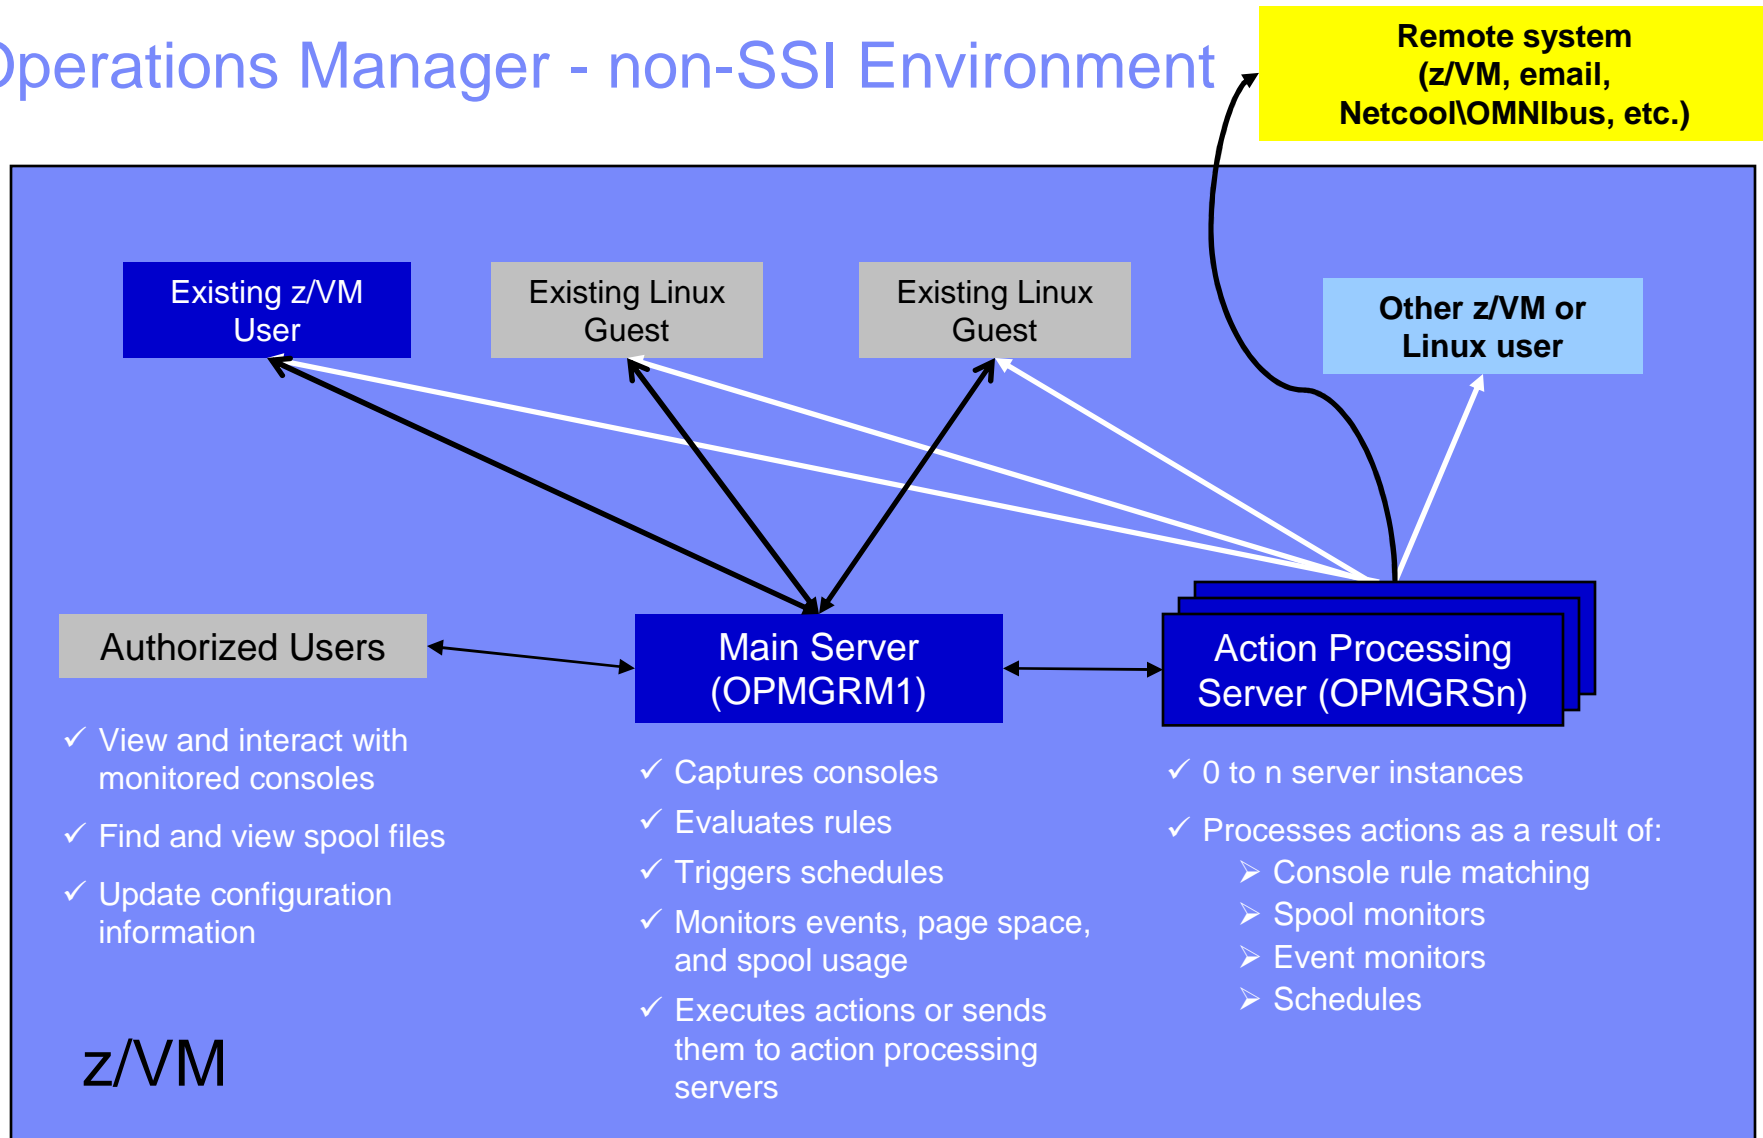 Operations Manager - non-SSI Environment
Remote system
(z/VM, email,
Netcool\OMNIbus, etc.)
Existing z/VM
User
Existing Linux
Guest
Existing Linux
Guest
Other z/VM or
Linux user
Authorized Users
Main Server
(OPMGRM1)
Action Processing
Server (OPMGRSn)
✓ View and interact with
monitored consoles
✓ Find and view spool files
✓ Update configuration
information
✓ Captures consoles
✓ Evaluates rules
✓ Triggers schedules
✓ Monitors events, page space,
and spool usage
✓ Executes actions or sends
them to action processing
servers
✓ 0 to n server instances
✓ Processes actions as a result of:
➢ Console rule matching
➢ Spool monitors
➢ Event monitors
➢ Schedules
z/VM